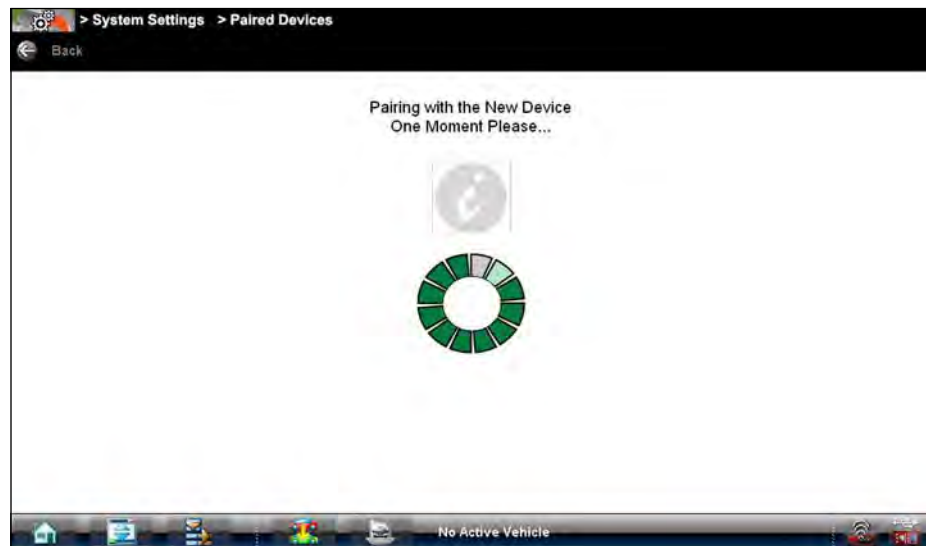 > System Settings > Paired Devices
Back
Pairing with the New Device
One Moment Please...
No Active Vehicle